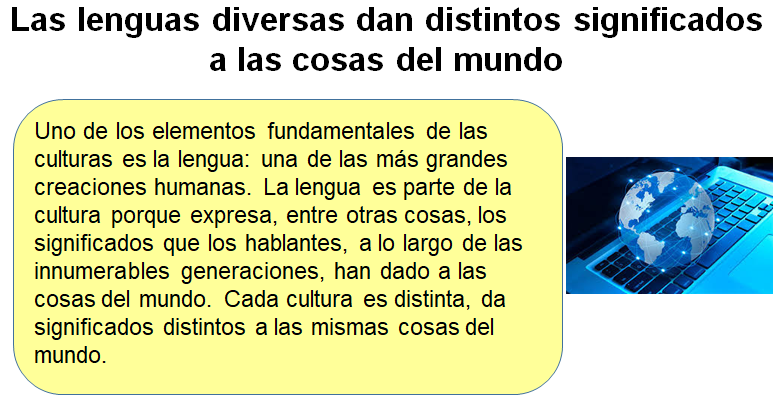 Las lenguas diversas dan distintos significados
a las cosas del mundo
Uno de los elementos fundamentales de las
culturas es la lengua: una de las más grandes
creaciones humanas. La lengua es parte de la
cultura porque expresa, entre otras cosas, los
significados que los hablantes, a lo largo de las
innumerables generaciones, han dado a las
cosas del mundo. Cada cultura es distinta, da
significados distintos a las mismas cosas del
mundo.